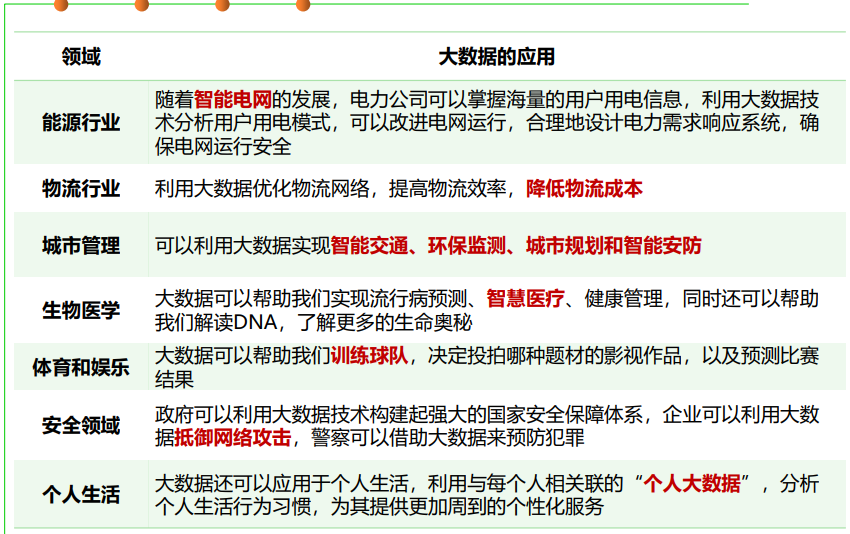 领域
大数据的应用
能源行业
随着智能电网的发展，电力公司可以掌握海量的用户用电信息，利用大数据技
术分析用户用电模式，可以改进电网运行，合理地设计电力需求响应系统，确
保电网运行安全
物流行业
利用大数据优化物流网络，提高物流效率，降低物流成本
城市管理
可以利用大数据实现智能交通、环保监测、城市规划和智能安防
生物医学
大数据可以帮助我们实现流行病预测、智慧医疗、健康管理，同时还可以帮助
我们解读DNA，了解更多的生命奥秘
体育和娱乐
大数据可以帮助我们训练球队，决定投拍哪种题材的影视作品，以及预测比赛
结果
安全领域
政府可以利用大数据技术构建起强大的国家安全保障体系，企业可以利用大数
据抵御网络攻击，警察可以借助大数据来预防犯罪
个人生活
大数据还可以应用于个人生活，利用与每个人相关联的“个人大数据”，分析
个人生活行为习惯，为其提供更加周到的个性化服务